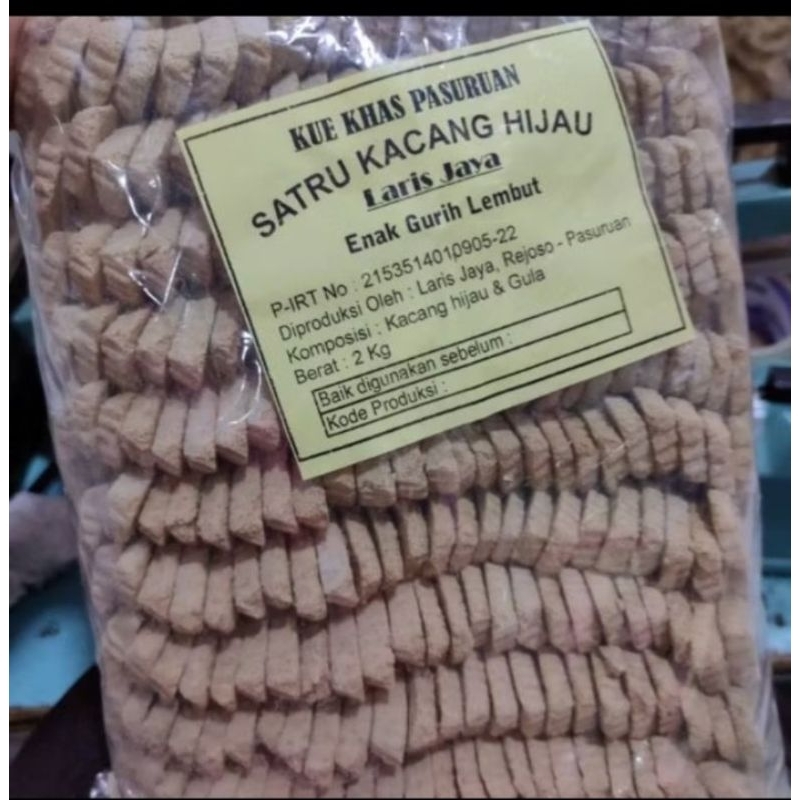 KUE KHAS PASURUAN
SATRU KACANG HIJAU
Laris Jaya
Enak Gurih Lembut
P-IRT No : 2153514010905-22
Diproduksi Oleh : Laris Jaya, Rejoso - Pasuruan
Komposisi : Kacang hijau & Gula
Berat : 2 Kg
Baik digunakan sebelum :
Kode Produksi :